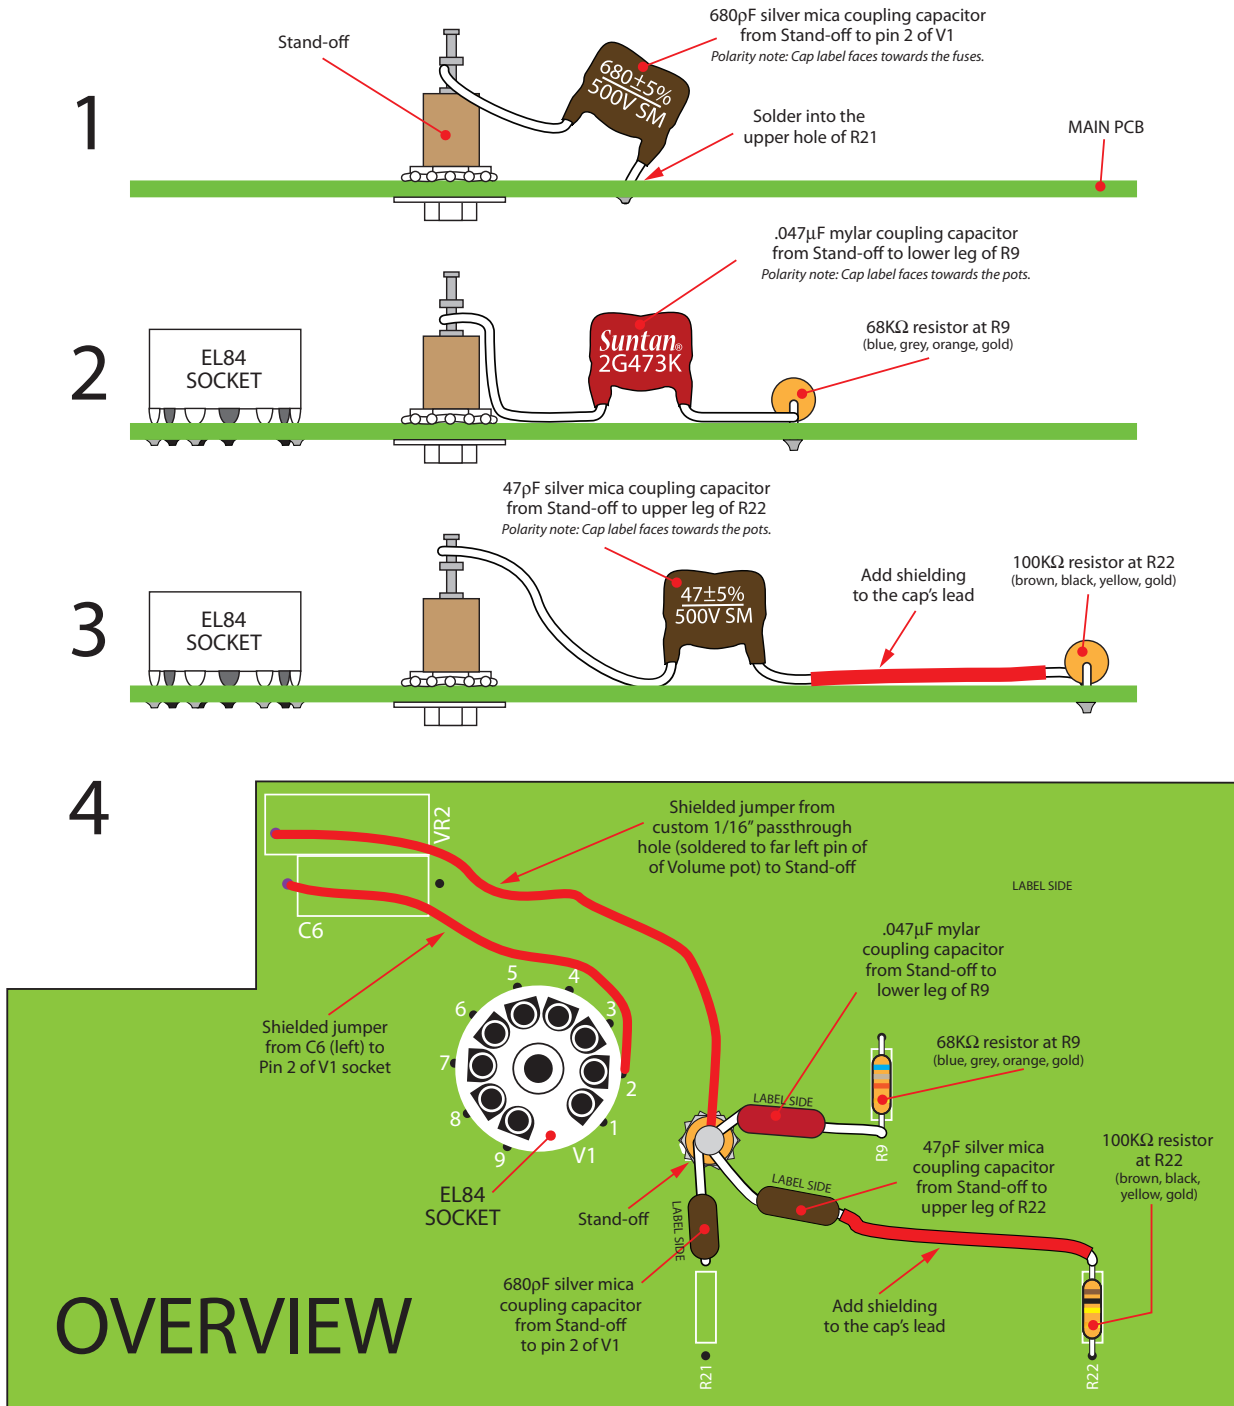 1
Stand-off
680ρF silver mica coupling capacitor
from Stand-off to pin 2 of V1
Polarity note: Cap label faces towards the fuses.
680±5%
500V SM
Solder into the
upper hole of R21
MAIN PCB
2
.047µF mylar coupling capacitor
from Stand-off to lower leg of R9
Polarity note: Cap label faces towards the pots.
EL84
SOCKET
Suntan®
2G473K
68KΩ resistor at R9
(blue, grey, orange, gold)
3
47ρF silver mica coupling capacitor
from Stand-off to upper leg of R22
Polarity note: Cap label faces towards the pots.
EL84
SOCKET
47±5%
500V SM
Add shielding
to the cap's lead
100KΩ resistor at R22
(brown, black, yellow, gold)
4
VR2
C6
Shielded jumper from
custom 1/16" passthrough
hole (soldered to far left pin of
of Volume pot) to Stand-off
LABEL SIDE
.047µF mylar
coupling capacitor
from Stand-off to
lower leg of R9
Shielded jumper
from C6 (left) to
Pin 2 of V1 socket
5
4
6
3
7
2
8
1
9
V1
EL84
SOCKET
68KΩ resistor at R9
(blue, grey, orange, gold)
LABEL SIDE
R9
Stand-off
LABEL SIDE
LABEL SIDE
47ρF silver mica
coupling capacitor
from Stand-off to
upper leg of R22
100KΩ resistor
at R22
(brown, black,
yellow, gold)
680ρF silver mica
coupling capacitor
from Stand-off
to pin 2 of V1
Add shielding
to the cap's lead
R21
R22
OVERVIEW